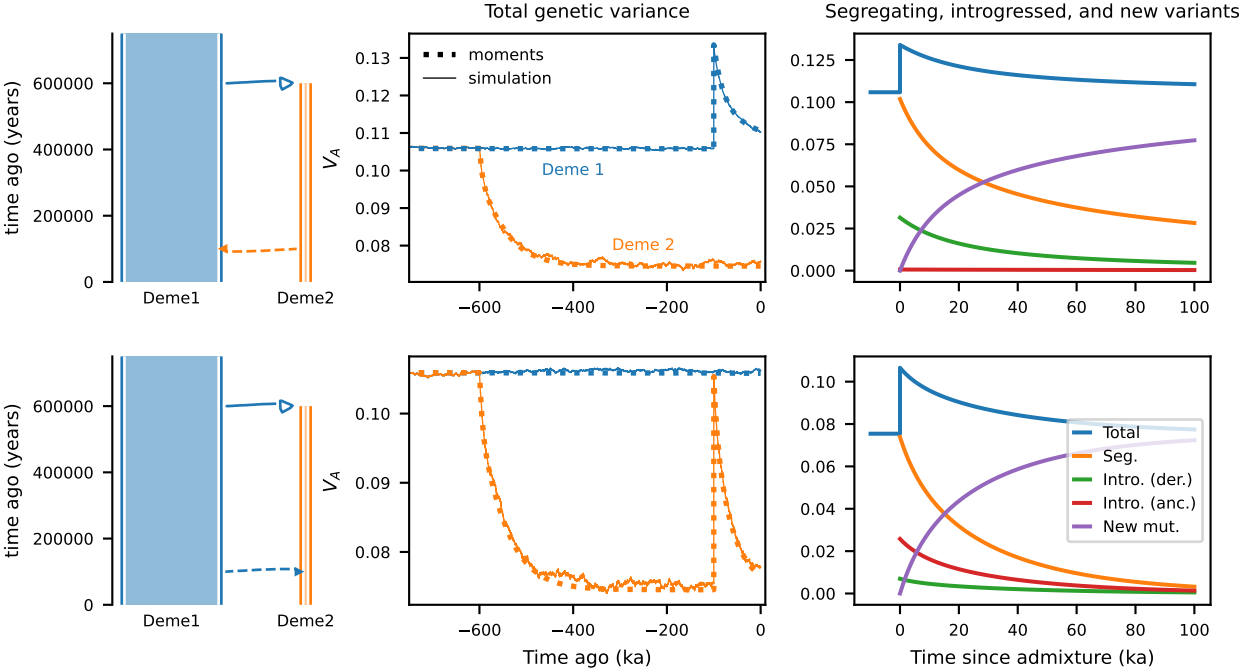 Total genetic variance
Segregating, introgressed, and new variants
time ago (years)
600000
400000
200000
0
Deme1
Deme2
V_A
0.13
0.12
0.11
0.10
0.09
0.08
moments
simulation
Deme 1
Deme 2
−600
−400
−200
0
0.125
0.100
0.075
0.050
0.025
0.000
0
20
40
60
80
100
time ago (years)
600000
400000
200000
0
Deme1
Deme2
V_A
0.10
0.09
0.08
−600
−400
−200
0
Time ago (ka)
0.10
0.08
0.06
0.04
0.02
0.00
Total
Seg.
Intro. (der.)
Intro. (anc.)
New mut.
0
20
40
60
80
100
Time since admixture (ka)